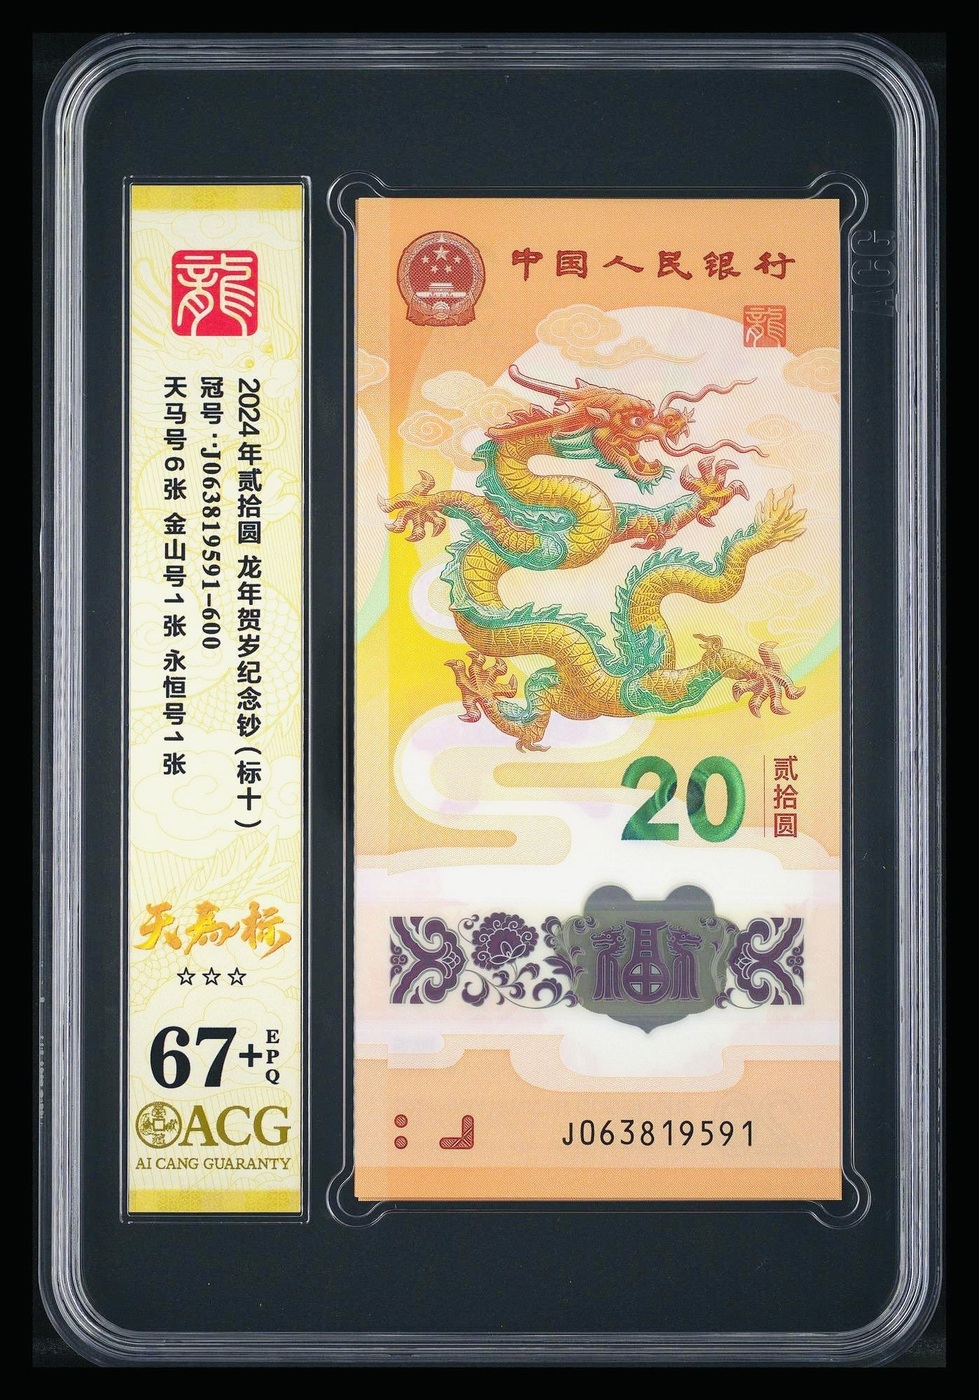 龍
2024年贰拾圆 龙年贺岁纪念钞（标十）
冠号：J063819591-600
天马号6张 金山号1张 永恒号1张
天马标
☆☆☆
67+EPQ
ACG
AI CANG GUARANTY
中国人民银行
龍
20
贰拾圆
福
J063819591
ACG